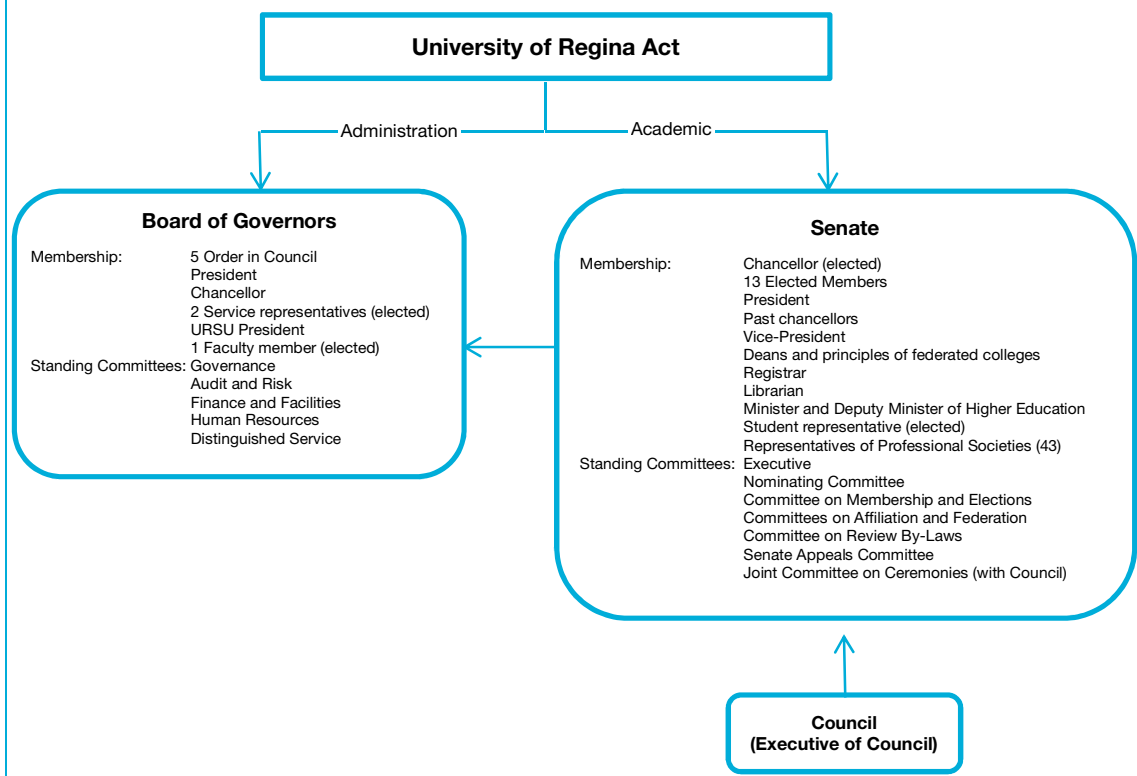 University of Regina Act
Administration
Academic
Board of Governors
Membership: 5 Order in Council
President
Chancellor
2 Service representatives (elected)
URSU President
1 Faculty member (elected)
Standing Committees: Governance
Audit and Risk
Finance and Facilities
Human Resources
Distinguished Service
Senate
Membership: Chancellor (elected)
13 Elected Members
President
Past chancellors
Vice-President
Deans and principles of federated colleges
Registrar
Librarian
Minister and Deputy Minister of Higher Education
Student representative (elected)
Representatives of Professional Societies (43)
Standing Committees: Executive
Nominating Committee
Committee on Membership and Elections
Committees on Affiliation and Federation
Committee on Review By-Laws
Senate Appeals Committee
Joint Committee on Ceremonies (with Council)
Council
(Executive of Council)